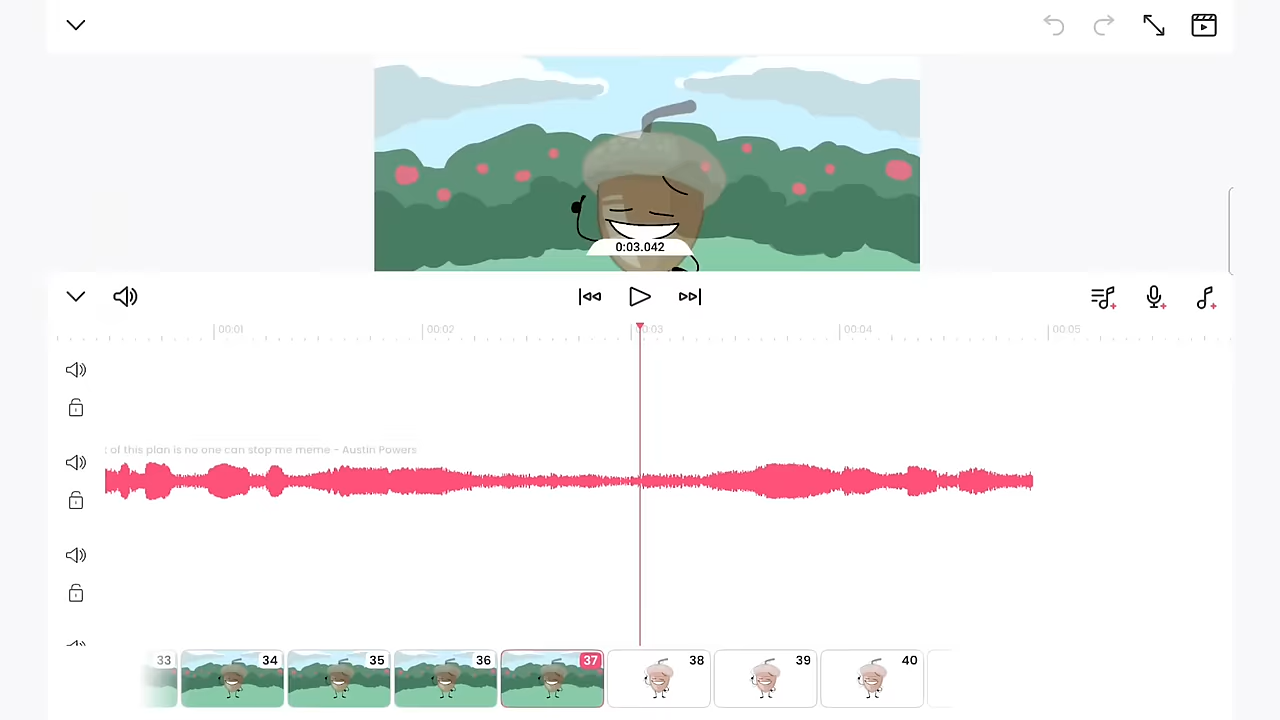 0:03.042
00:01 00:02 00:03 00:04 00:05
of this plan is no one can stop me meme - Austin Powers
33 34 35 36 37 38 39 40